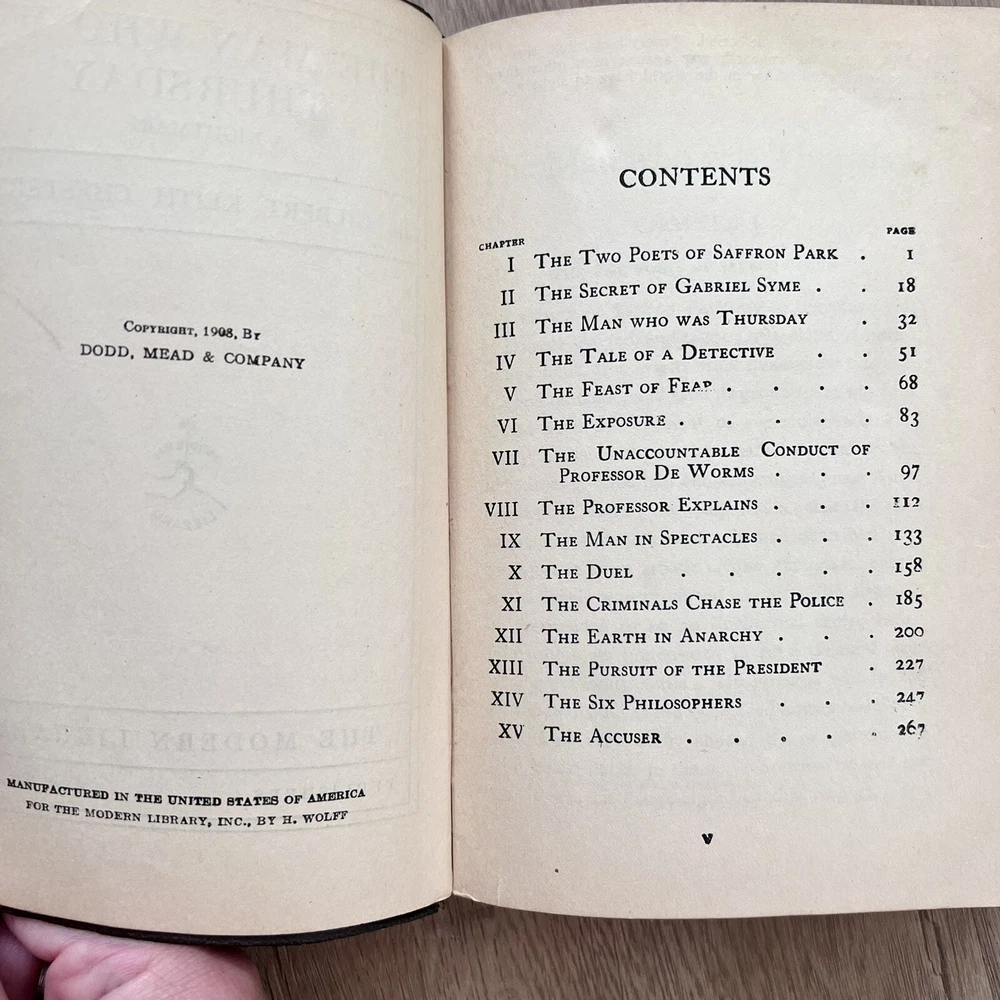 COPYRIGHT, 1908, BY
DODD, MEAD & COMPANY
MANUFACTURED IN THE UNITED STATES OF AMERICA
FOR THE MODERN LIBRARY, INC., BY H. WOLFF
CONTENTS
CHAPTER PAGE
I THE TWO POETS OF SAFFRON PARK . 1
II THE SECRET OF GABRIEL SYME . . 18
III THE MAN WHO WAS THURSDAY . 32
IV THE TALE OF A DETECTIVE . . 51
V THE FEAST OF FEAR . . . . 68
VI THE EXPOSURE . . . . . 83
VII THE UNACCOUNTABLE CONDUCT OF
PROFESSOR DE WORMS . . . 97
VIII THE PROFESSOR EXPLAINS . . . 112
IX THE MAN IN SPECTACLES . . . 133
X THE DUEL . . . . . 158
XI THE CRIMINALS CHASE THE POLICE . 185
XII THE EARTH IN ANARCHY . . . 200
XIII THE PURSUIT OF THE PRESIDENT . 227
XIV THE SIX PHILOSOPHERS . . . 247
XV THE ACCUSER . . . . . 267
v